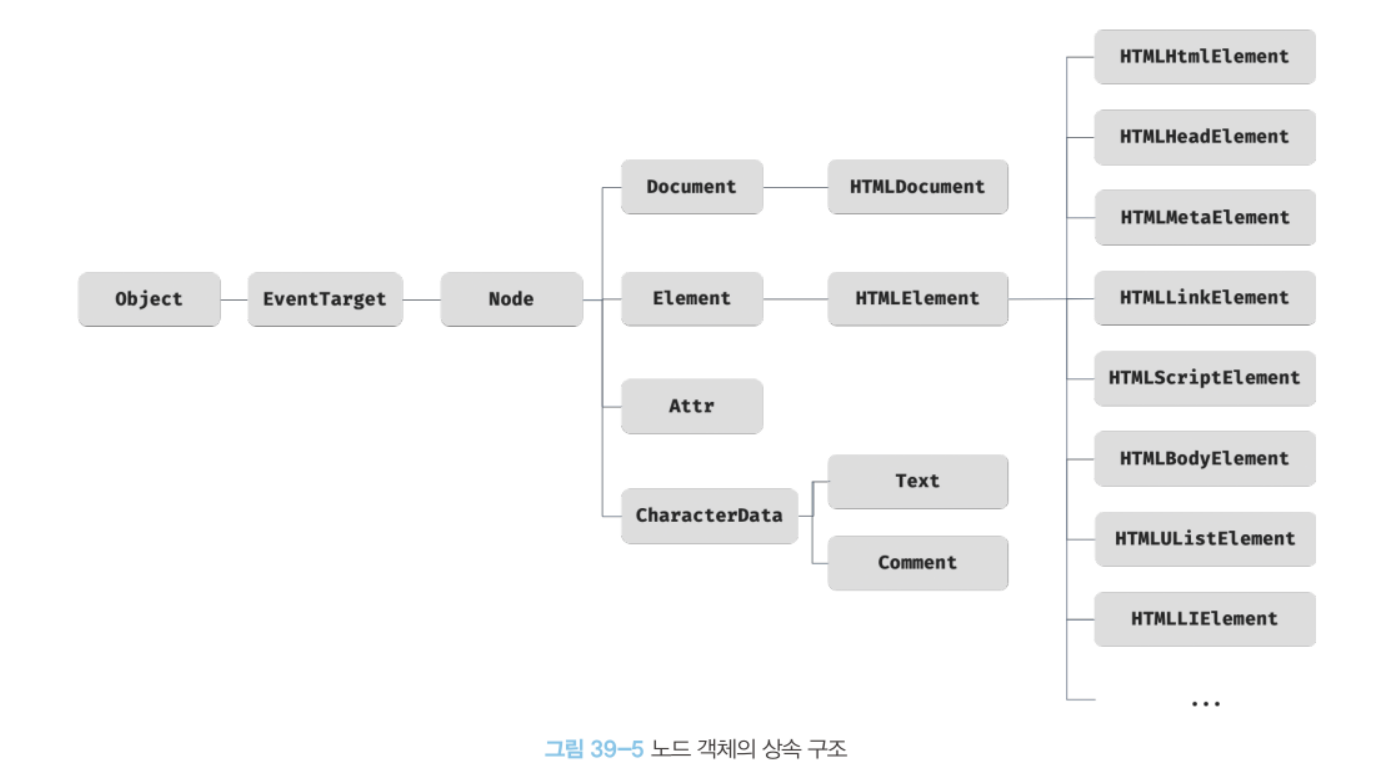 Object
EventTarget
Node
Document
HTMLDocument
Element
HTMLElement
Attr
CharacterData
Text
Comment
HTMLHtmlElement
HTMLHeadElement
HTMLMetaElement
HTMLLinkElement
HTMLScriptElement
HTMLBodyElement
HTMLUListElement
HTMLLIElement
...
그림 39–5 노드 객체의 상속 구조